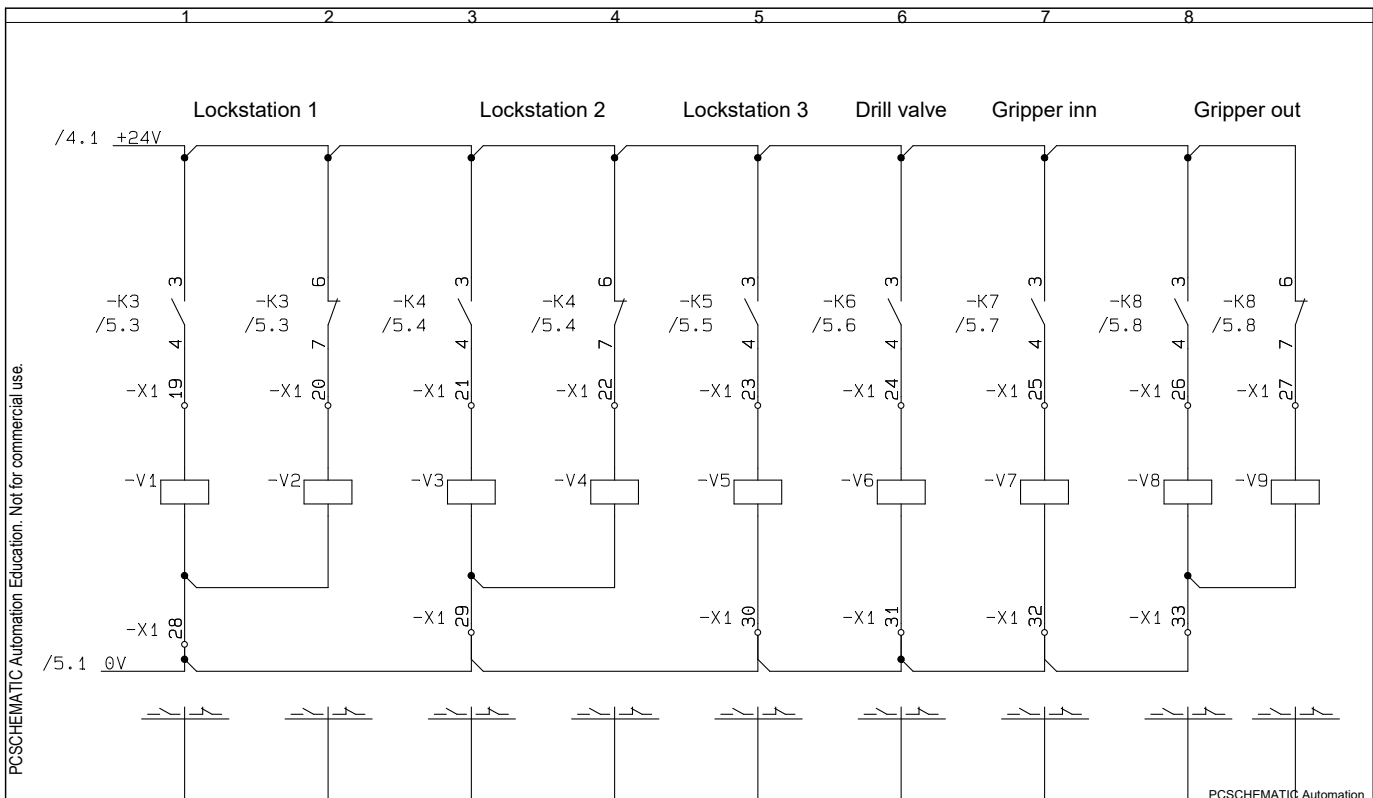 1 2 3 4 5 6 7 8
Lockstation 1 Lockstation 2 Lockstation 3 Drill valve Gripper inn Gripper out
/4.1 +24V
3 6 3 6 3 3 3 3 6
-K3 -K3 -K4 -K4 -K5 -K6 -K7 -K8 -K8
/5.3 /5.3 /5.4 /5.4 /5.5 /5.6 /5.7 /5.8 /5.8
4 7 4 7 4 4 4 4 7
-X1 19 -X1 20 -X1 21 -X1 22 -X1 23 -X1 24 -X1 25 -X1 26 -X1 27
-V1 -V2 -V3 -V4 -V5 -V6 -V7 -V8 -V9
-X1 28 -X1 29 -X1 30 -X1 31 -X1 32 -X1 33
/5.1 0V
PCSCHEMATIC Automation Education. Not for commercial use.
PCSCHEMATIC Automation